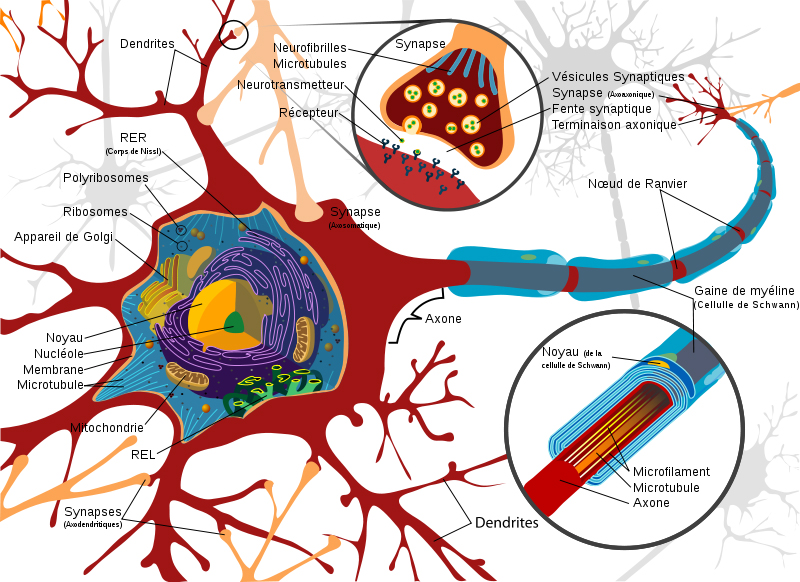 Dendrites
Neurofibrilles
Microtubules
Neurotransmetteur
Récepteur
Synapse
Vésicules Synaptiques
Synapse (Axoaxonique)
Fente synaptique
Terminaison axonique
RER
(Corps de Nissl)
Polyribosomes
Ribosomes
Appareil de Golgi
Synapse
(Axosomatique)
Nœud de Ranvier
Gaine de myéline
(Cellule de Schwann)
Axone
Noyau
Nucléole
Membrane
Microtubule
Mitochondrie
REL
Noyau (de la
cellule de Schwann)
Microfilament
Microtubule
Axone
Synapses
(Axodendritiques)
Dendrites